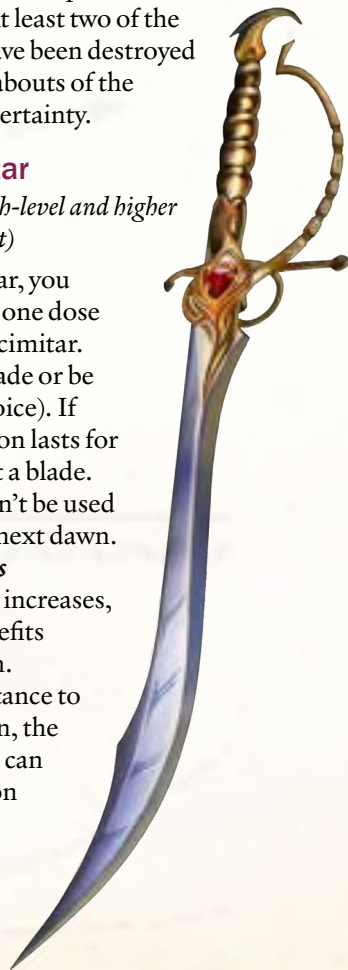 t least two of the
ve been destroyed
abouts of the
ertainty.
ar
h-level and higher
t)
ar, you
one dose
cimitar.
ade or be
oice). If
on lasts for
t a blade.
n't be used
next dawn.
s
increases,
efits
n.
tance to
n, the
can
on